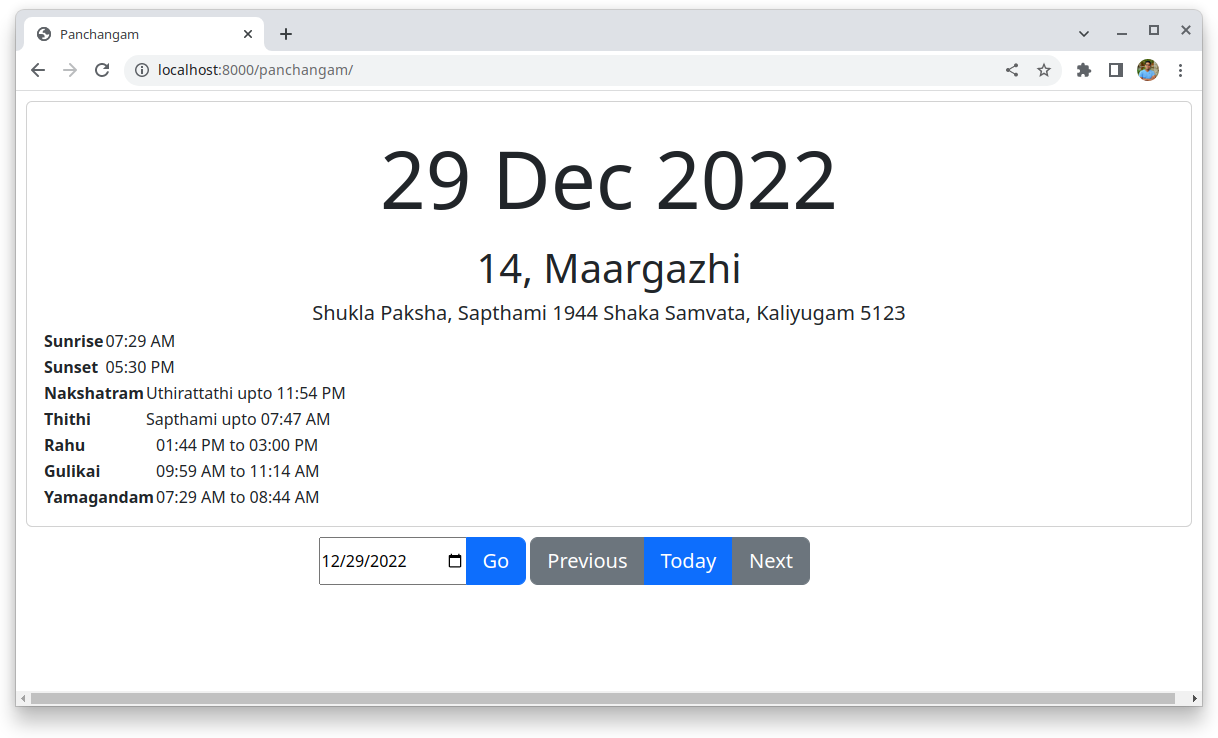 Panchangam
localhost:8000/panchangam/
29 Dec 2022
14, Maargazhi
Shukla Paksha, Sapthami 1944 Shaka Samvata, Kaliyugam 5123
Sunrise 07:29 AM
Sunset 05:30 PM
Nakshatram Uthirattathi upto 11:54 PM
Thithi Sapthami upto 07:47 AM
Rahu 01:44 PM to 03:00 PM
Gulikai 09:59 AM to 11:14 AM
Yamagandam 07:29 AM to 08:44 AM
12/29/2022 Go Previous Today Next